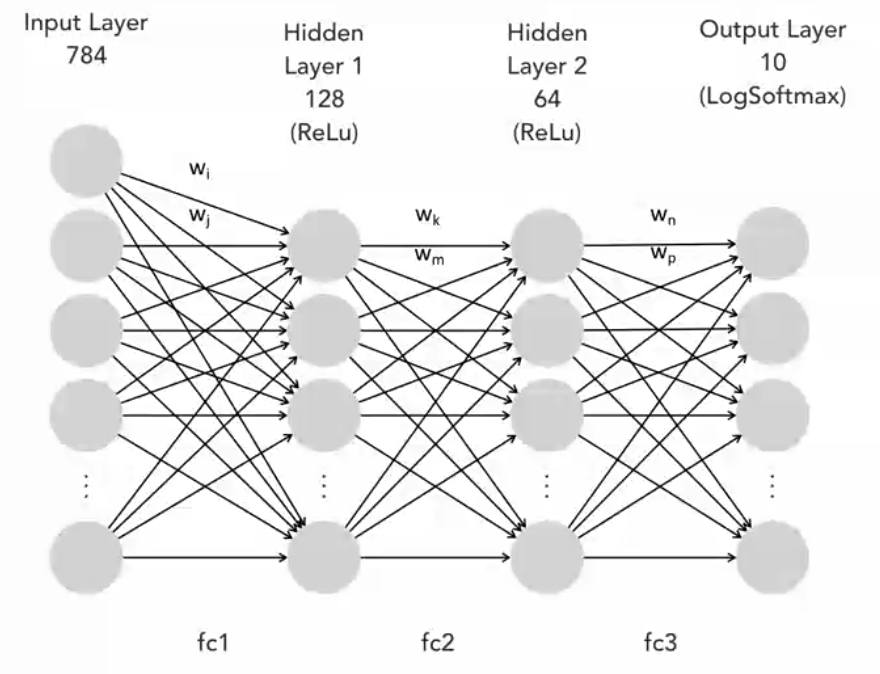 Input Layer
784
Hidden
Layer 1
128
(ReLu)
Hidden
Layer 2
64
(ReLu)
Output Layer
10
(LogSoftmax)
wi
wj
wk
wm
wn
wp
fc1
fc2
fc3